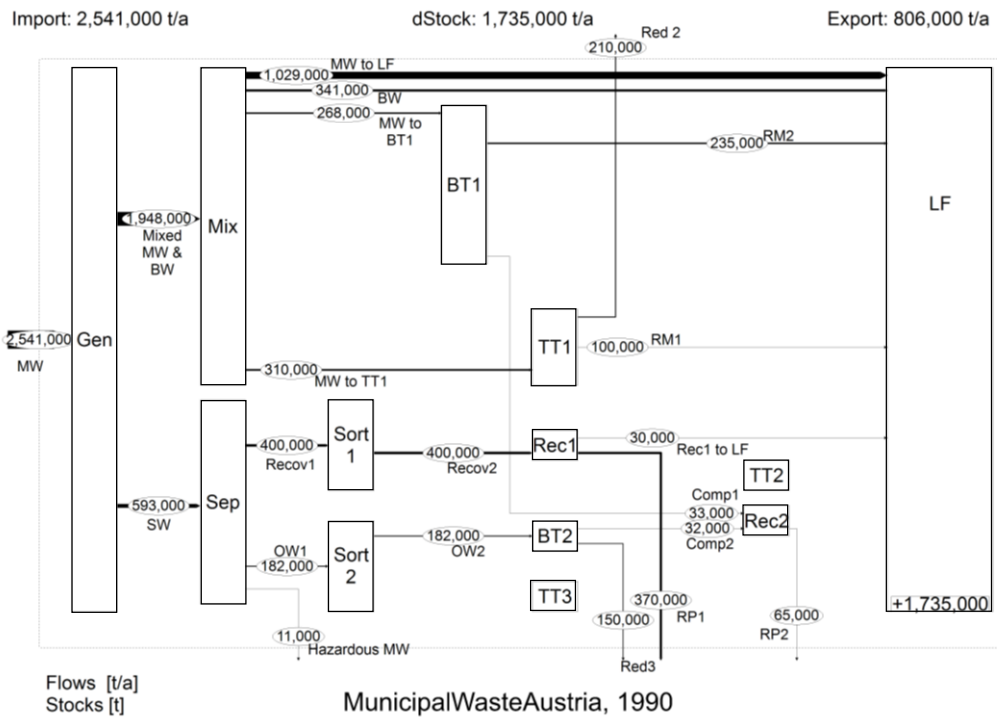 Import: 2,541,000 t/a
dStock: 1,735,000 t/a
Export: 806,000 t/a
Red 2
210,000
MW to LF
1,029,000
341,000
BW
268,000
MW to
BT1
235,000
RM2
BT1
LF
Mix
1,948,000
Mixed
MW &
BW
2,541,000
Gen
MW
TT1
100,000
RM1
310,000
MW to TT1
Sort
1
400,000
Recov1
400,000
Recov2
Rec1
30,000
Rec1 to LF
TT2
Sep
593,000
SW
Comp1
33,000
32,000
Comp2
Rec2
OW1
182,000
Sort
2
182,000
OW2
BT2
TT3
370,000
RP1
150,000
Red3
65,000
RP2
+1,735,000
11,000
Hazardous MW
Flows [t/a]
Stocks [t]
MunicipalWasteAustria, 1990